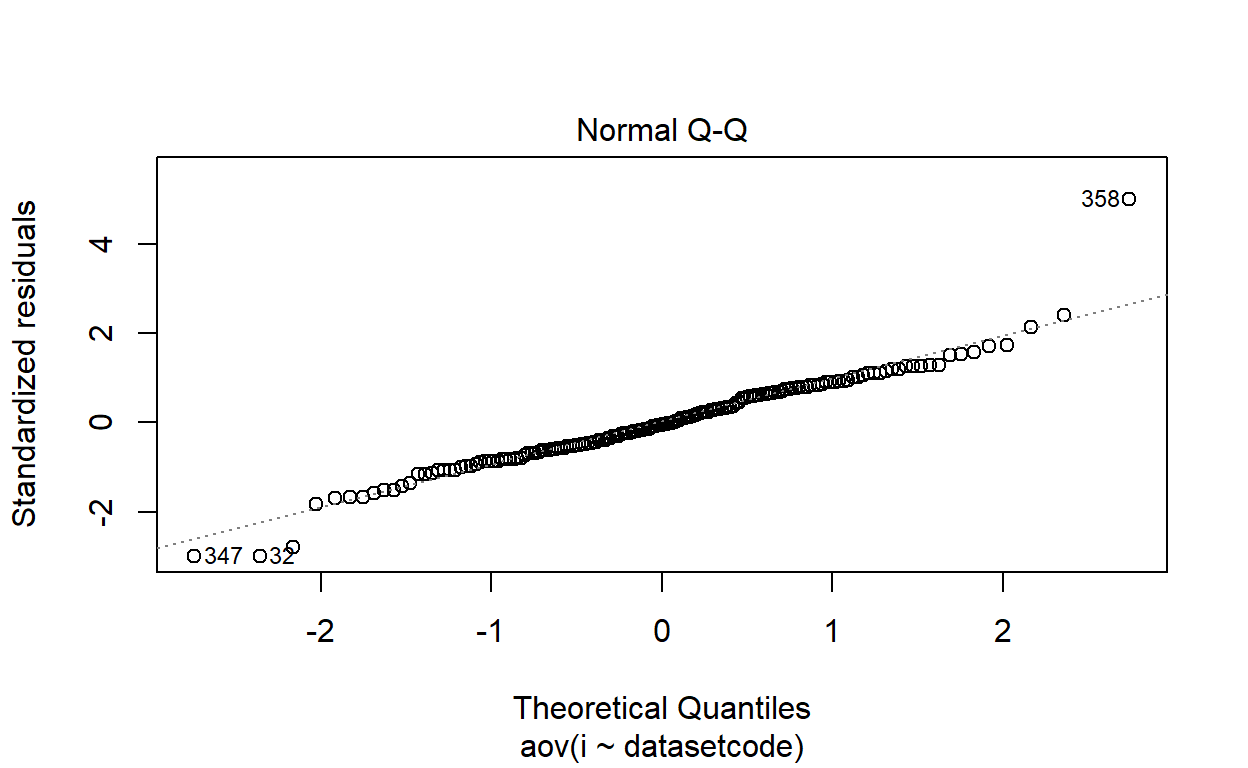 Normal Q-Q
Standardized residuals
4
2
0
-2
358
347
32
-2 -1 0 1 2
Theoretical Quantiles
aov(i ~ datasetcode)